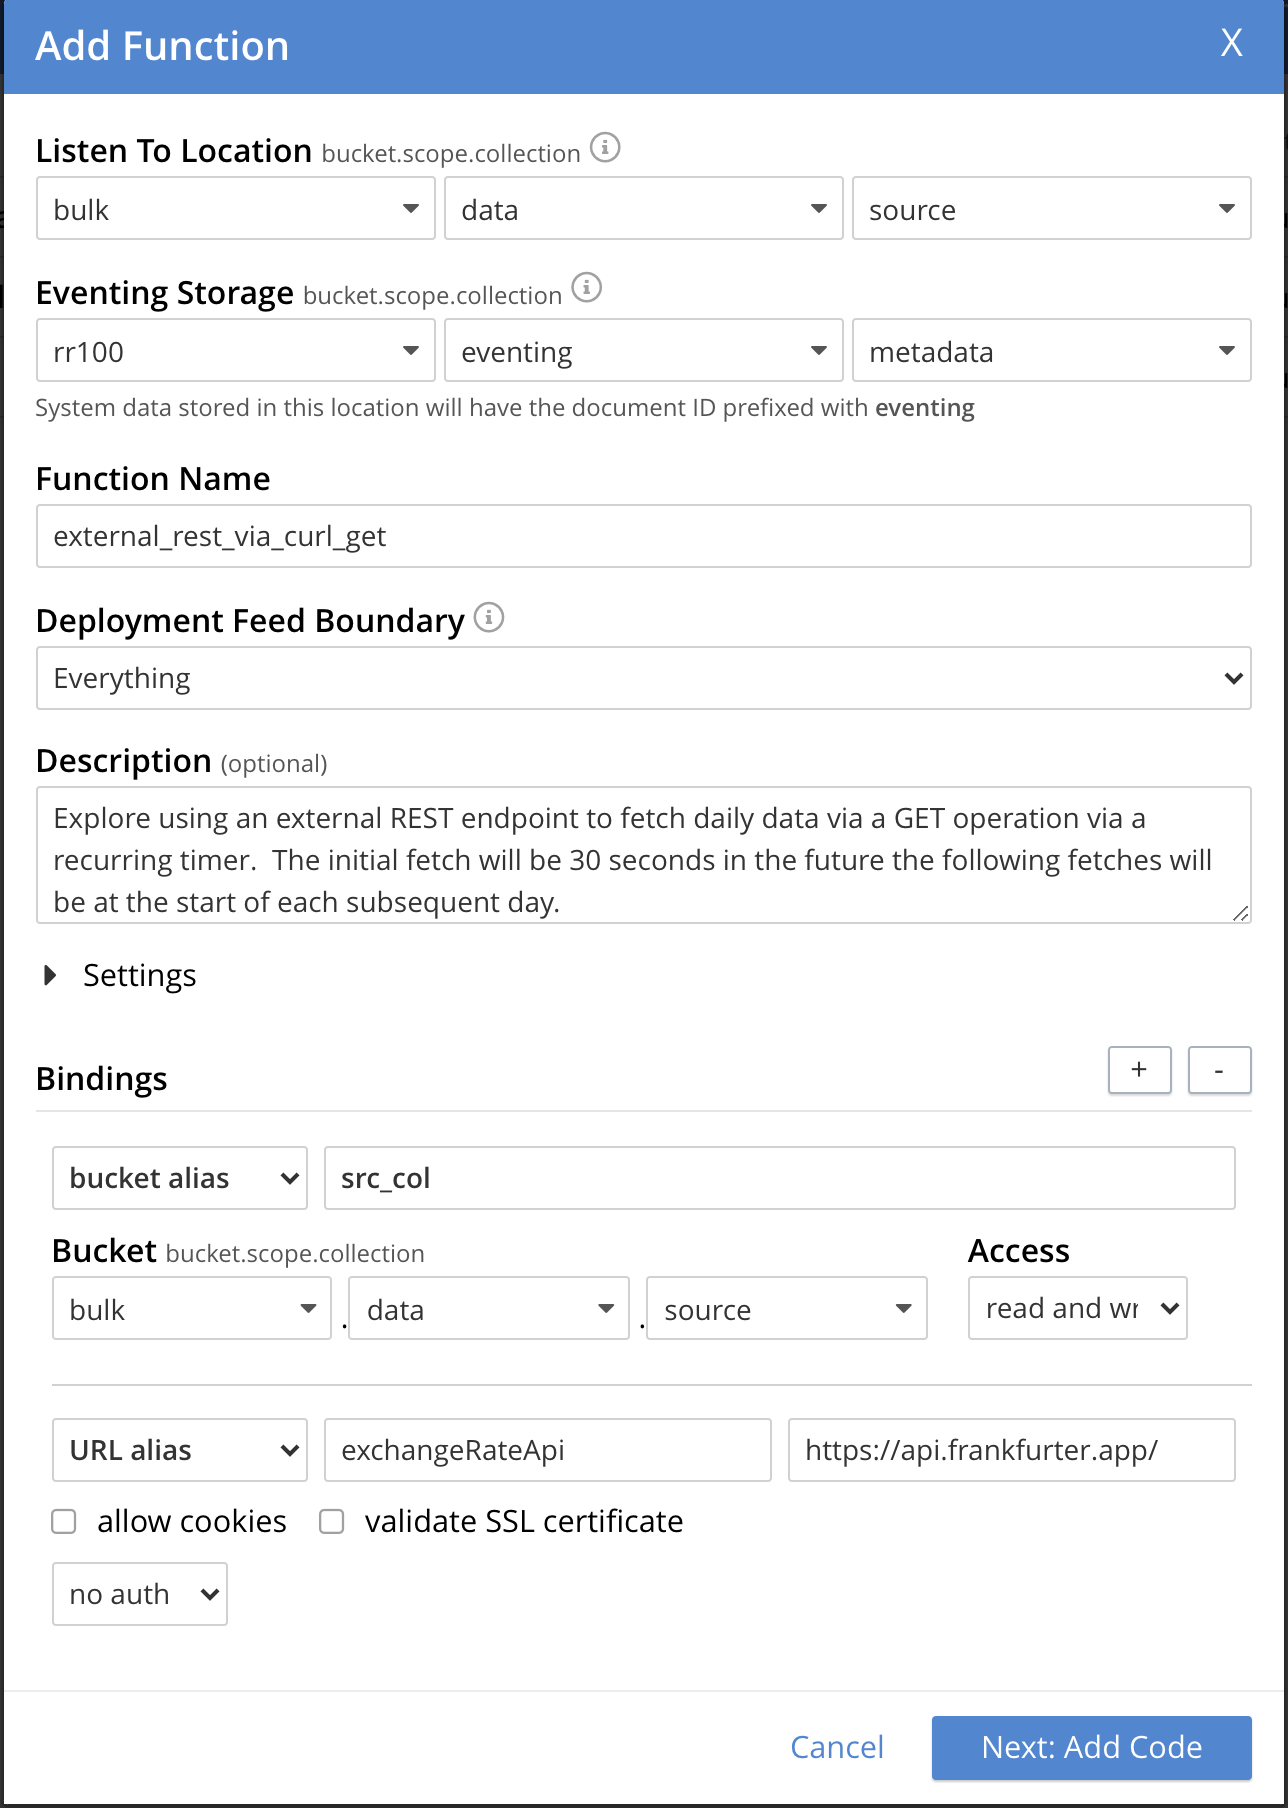 Add Function X
Listen To Location bucket.scope.collection
bulk data source
Eventing Storage bucket.scope.collection
rr100 eventing metadata
System data stored in this location will have the document ID prefixed with eventing
Function Name
external_rest_via_curl_get
Deployment Feed Boundary
Everything
Description (optional)
Explore using an external REST endpoint to fetch daily data via a GET operation via a
recurring timer.  The initial fetch will be 30 seconds in the future the following fetches will
be at the start of each subsequent day.
Settings
Bindings + -
bucket alias src_col
Bucket bucket.scope.collection Access
bulk . data . source read and wr
URL alias exchangeRateApi https://api.frankfurter.app/
allow cookies validate SSL certificate
no auth
Cancel Next: Add Code